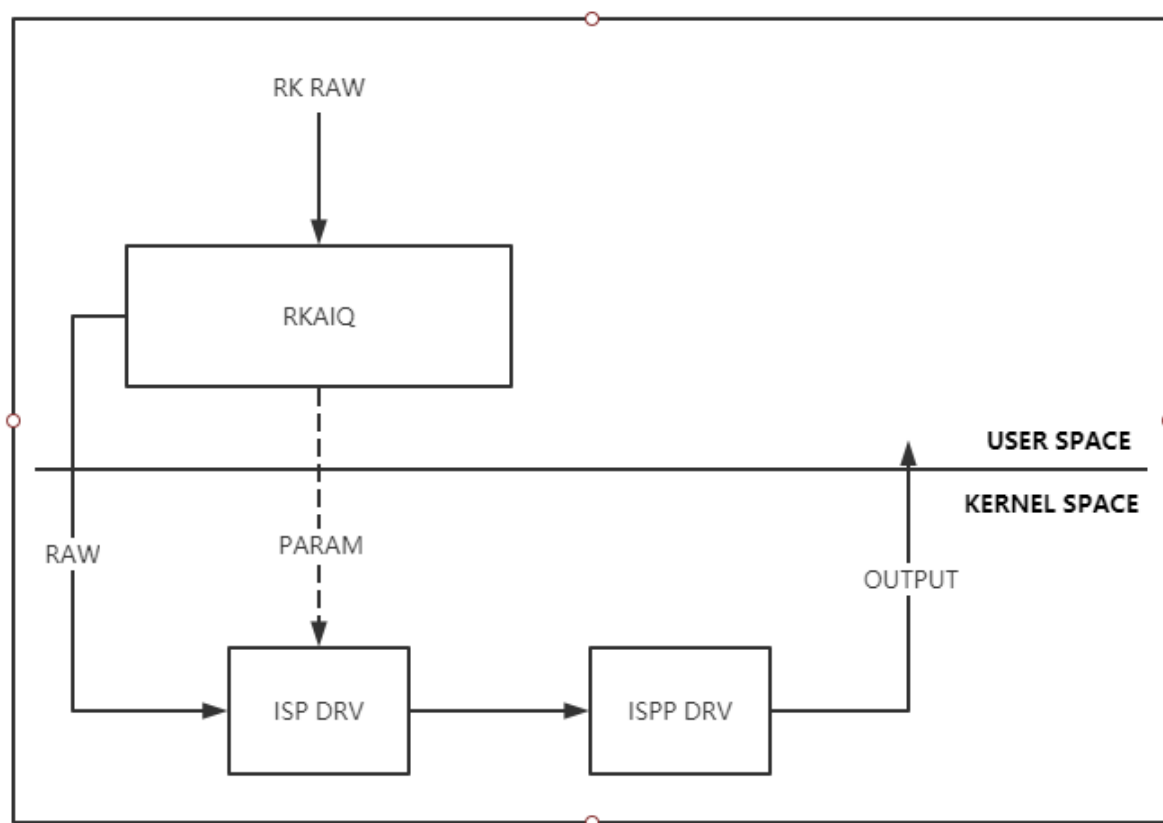 RK RAW
RKAIQ
USER SPACE
KERNEL SPACE
RAW
PARAM
OUTPUT
ISP DRV
ISPP DRV